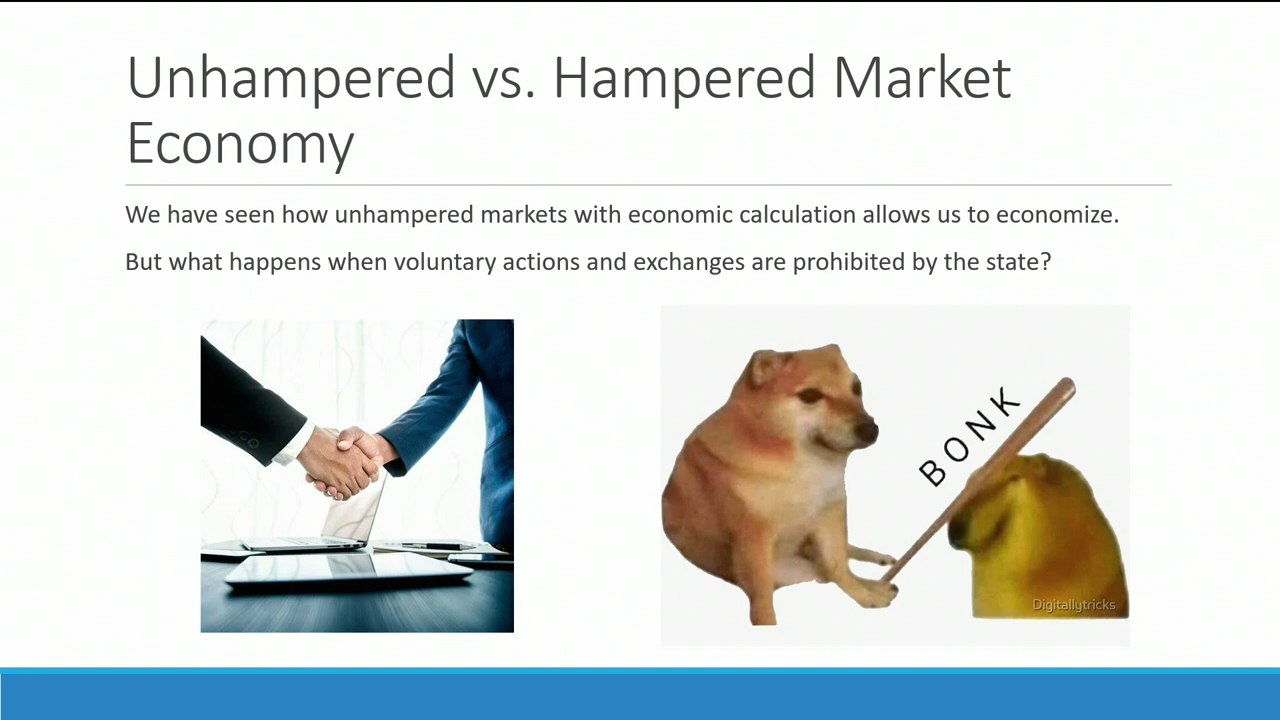 Unhampered vs. Hampered Market
Economy
We have seen how unhampered markets with economic calculation allows us to economize.
But what happens when voluntary actions and exchanges are prohibited by the state?
BONK
Digitallytricks